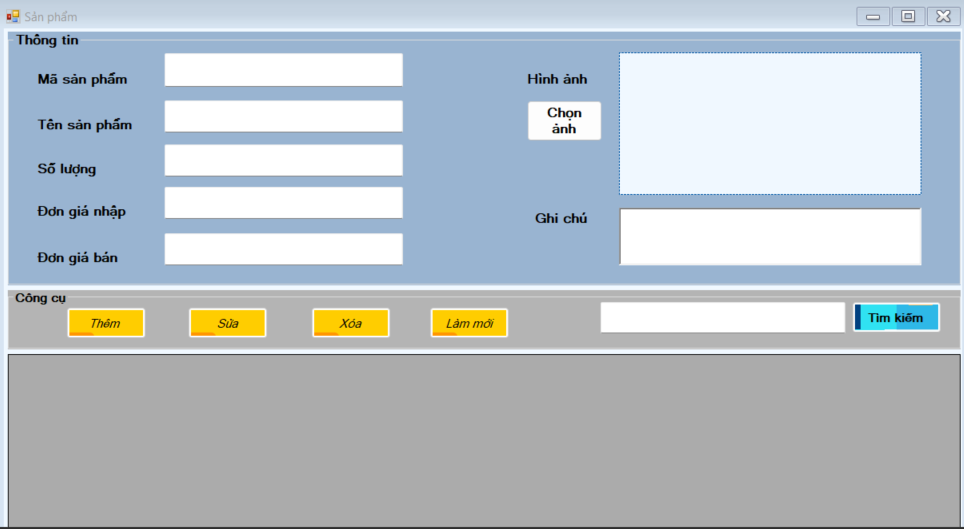 Sản phẩm
Thông tin
Mã sản phẩm
Tên sản phẩm
Số lượng
Đơn giá nhập
Đơn giá bán
Hình ảnh
Chọn
ảnh
Ghi chú
Công cụ
Thêm
Sửa
Xóa
Làm mới
Tìm kiếm